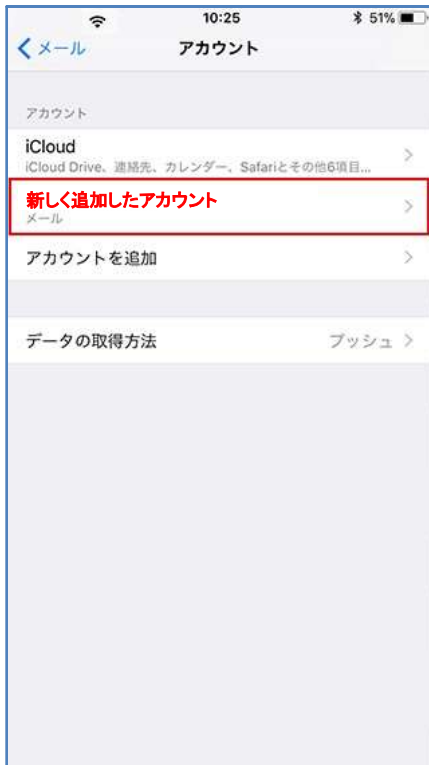 10:25 51%
メール アカウント
アカウント
iCloud
iCloud Drive、連絡先、カレンダー、Safariとその他6項目...
新しく追加したアカウント
メール
アカウントを追加
データの取得方法 プッシュ